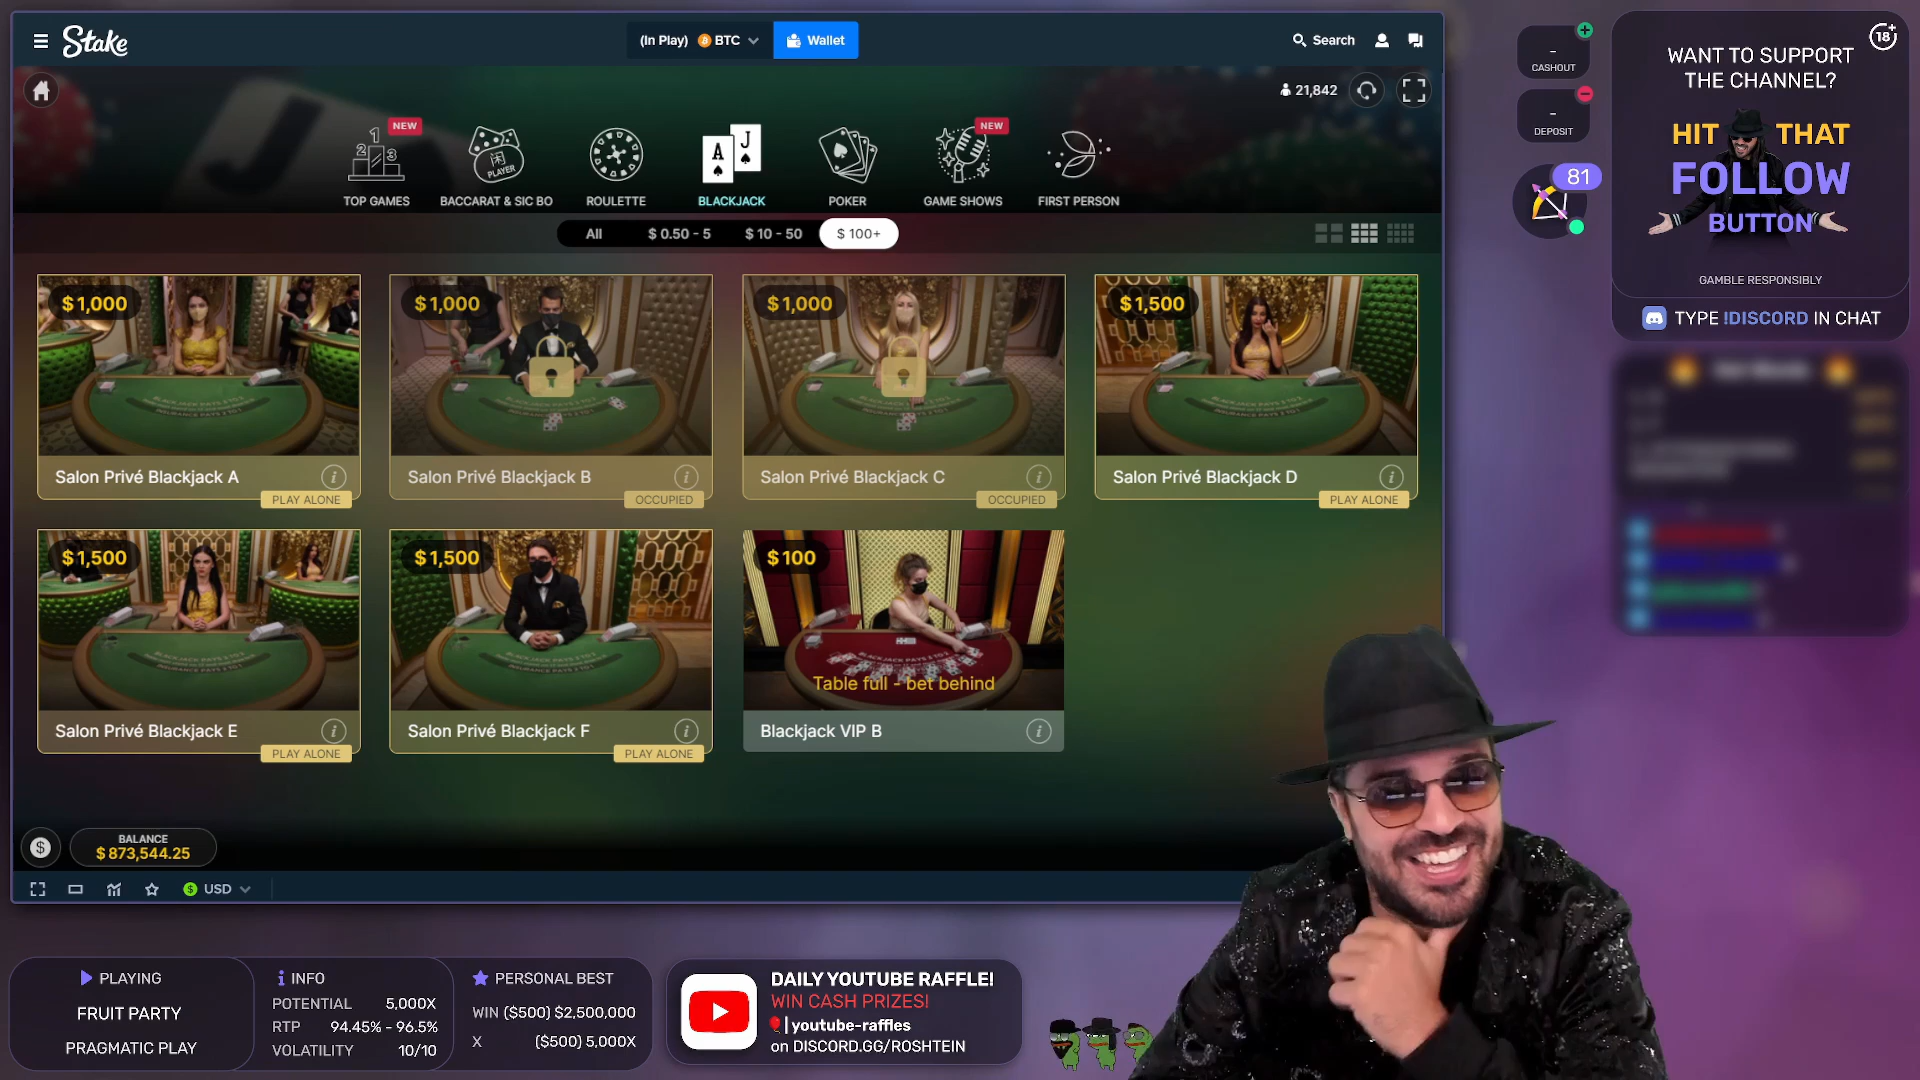 Stake
(In Play) BTC
Wallet
Search
21,842
NEW
TOP GAMES
PLAYER
BACCARAT & SIC BO
ROULETTE
A J
BLACKJACK
POKER
NEW
GAME SHOWS
FIRST PERSON
All
$ 0.50 - 5
$ 10 - 50
$ 100+
$1,000
$1,000
$1,000
$1,500
Salon Privé Blackjack A
PLAY ALONE
Salon Privé Blackjack B
OCCUPIED
Salon Privé Blackjack C
OCCUPIED
Salon Privé Blackjack D
PLAY ALONE
$1,500
$1,500
$100
Table full - bet behind
Salon Privé Blackjack E
PLAY ALONE
Salon Privé Blackjack F
PLAY ALONE
Blackjack VIP B
BALANCE
$873,544.25
USD
-
CASHOUT
-
DEPOSIT
81
18+
WANT TO SUPPORT
THE CHANNEL?
HIT THAT
FOLLOW
BUTTON
GAMBLE RESPONSIBLY
TYPE !DISCORD IN CHAT
PLAYING
FRUIT PARTY
PRAGMATIC PLAY
INFO
POTENTIAL 5,000X
RTP 94.45% - 96.5%
VOLATILITY 10/10
PERSONAL BEST
WIN ($500) $2,500,000
X ($500) 5,000X
DAILY YOUTUBE RAFFLE!
WIN CASH PRIZES!
| youtube-raffles
on DISCORD.GG/ROSHTEIN